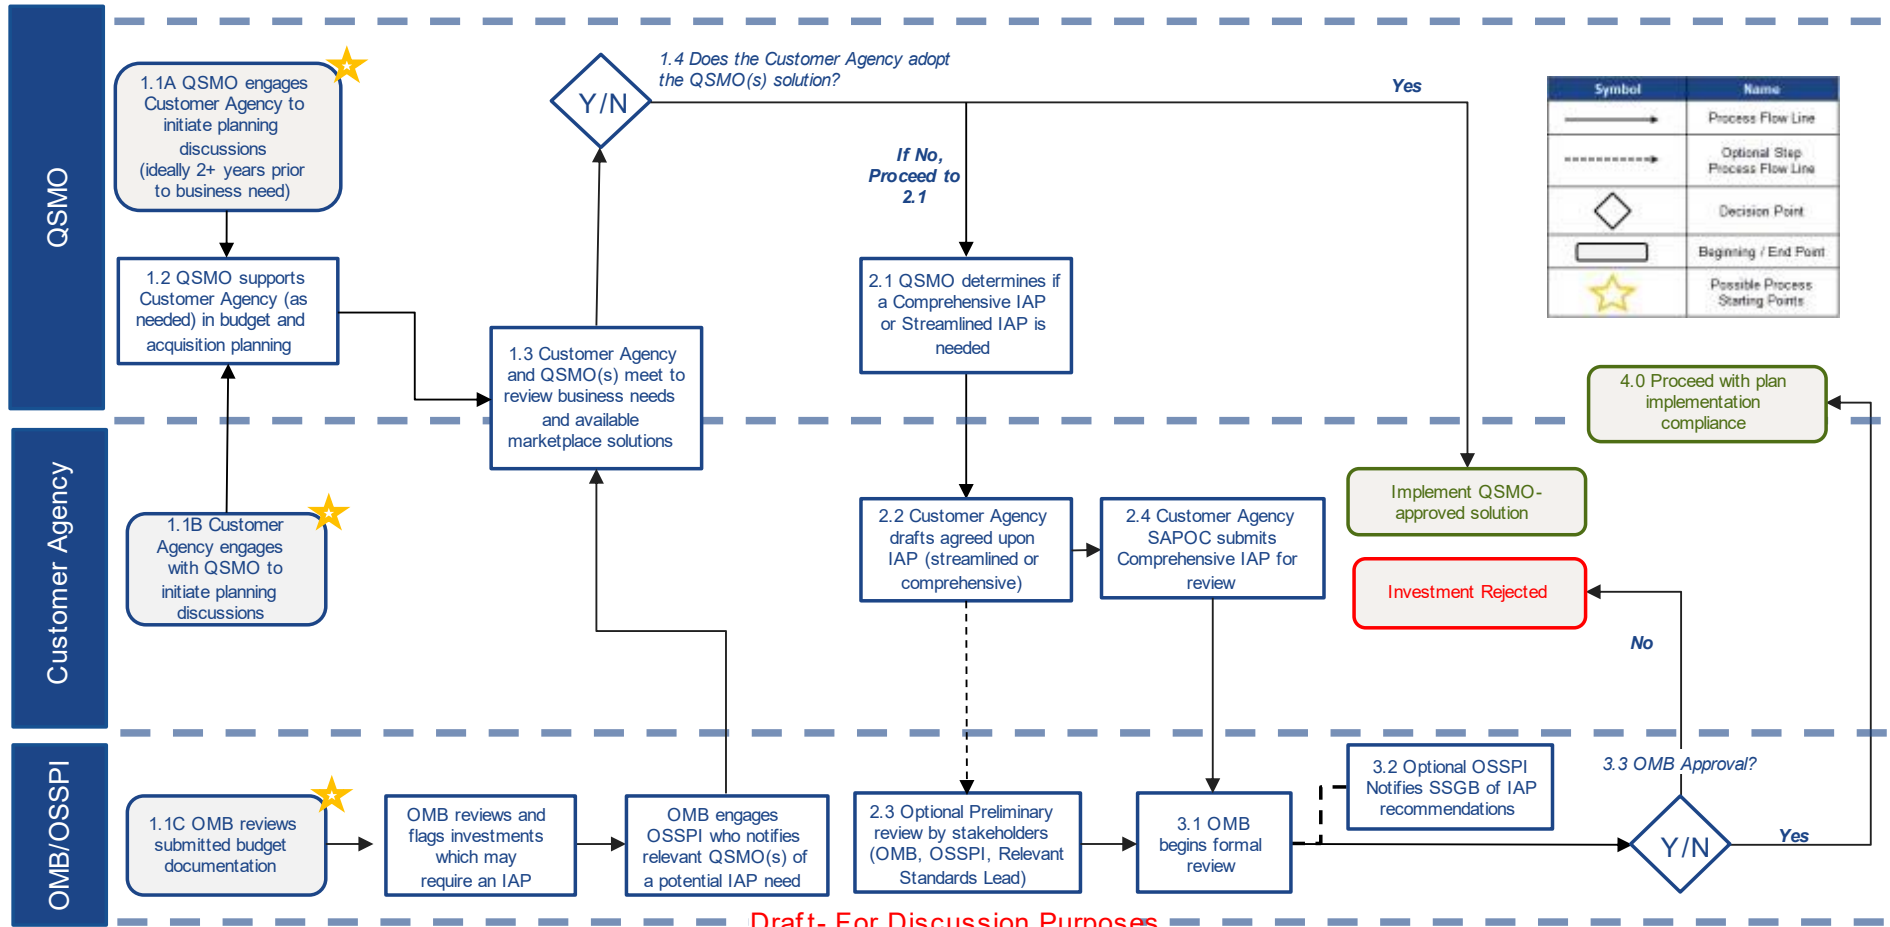 QSMO
1.1A QSMO engages
Customer Agency to
initiate planning
discussions
(ideally 2+ years prior
to business need)
1.2 QSMO supports
Customer Agency (as
needed) in budget and
acquisition planning
1.3 Customer Agency
and QSMO(s) meet to
review business needs
and available
marketplace solutions
Y/N
1.4 Does the Customer Agency adopt
the QSMO(s) solution?
Yes
If No,
Proceed to
2.1
2.1 QSMO determines if
a Comprehensive IAP
or Streamlined IAP is
needed
Symbol
Name
Process Flow Line
Optional Step
Process Flow Line
Decision Point
Beginning / End Point
Possible Process
Starting Points
4.0 Proceed with plan
implementation
compliance
Customer Agency
1.1B Customer
Agency engages
with QSMO to
initiate planning
discussions
2.2 Customer Agency
drafts agreed upon
IAP (streamlined or
comprehensive)
2.4 Customer Agency
SAPOC submits
Comprehensive IAP for
review
Implement QSMO-
approved solution
Investment Rejected
No
OMB/OSSPI
1.1C OMB reviews
submitted budget
documentation
OMB reviews and
flags investments
which may
require an IAP
OMB engages
OSSPI who notifies
relevant QSMO(s) of
a potential IAP need
2.3 Optional Preliminary
review by stakeholders
(OMB, OSSPI, Relevant
Standards Lead)
3.1 OMB
begins formal
review
3.2 Optional OSSPI
Notifies SSGB of IAP
recommendations
3.3 OMB Approval?
Y/N
Yes
Draft- For Discussion Purposes